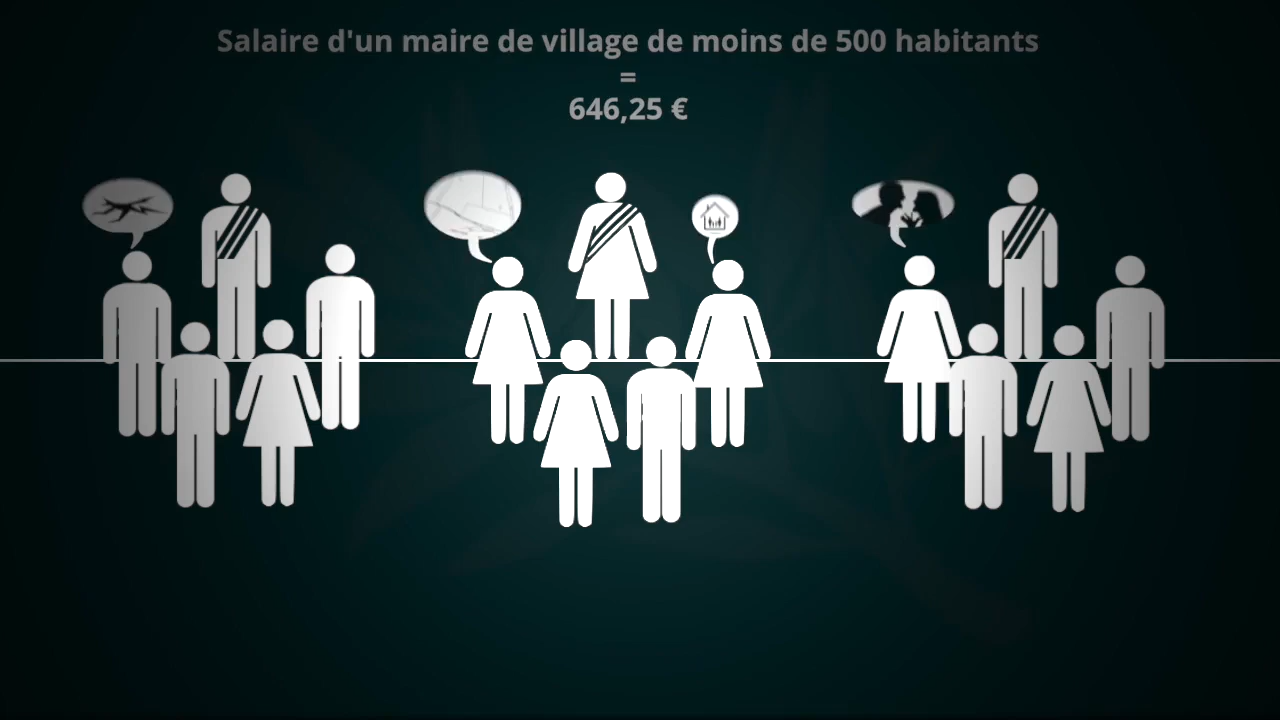 Salaire d'un maire de village de moins de 500 habitants
=
646,25 €